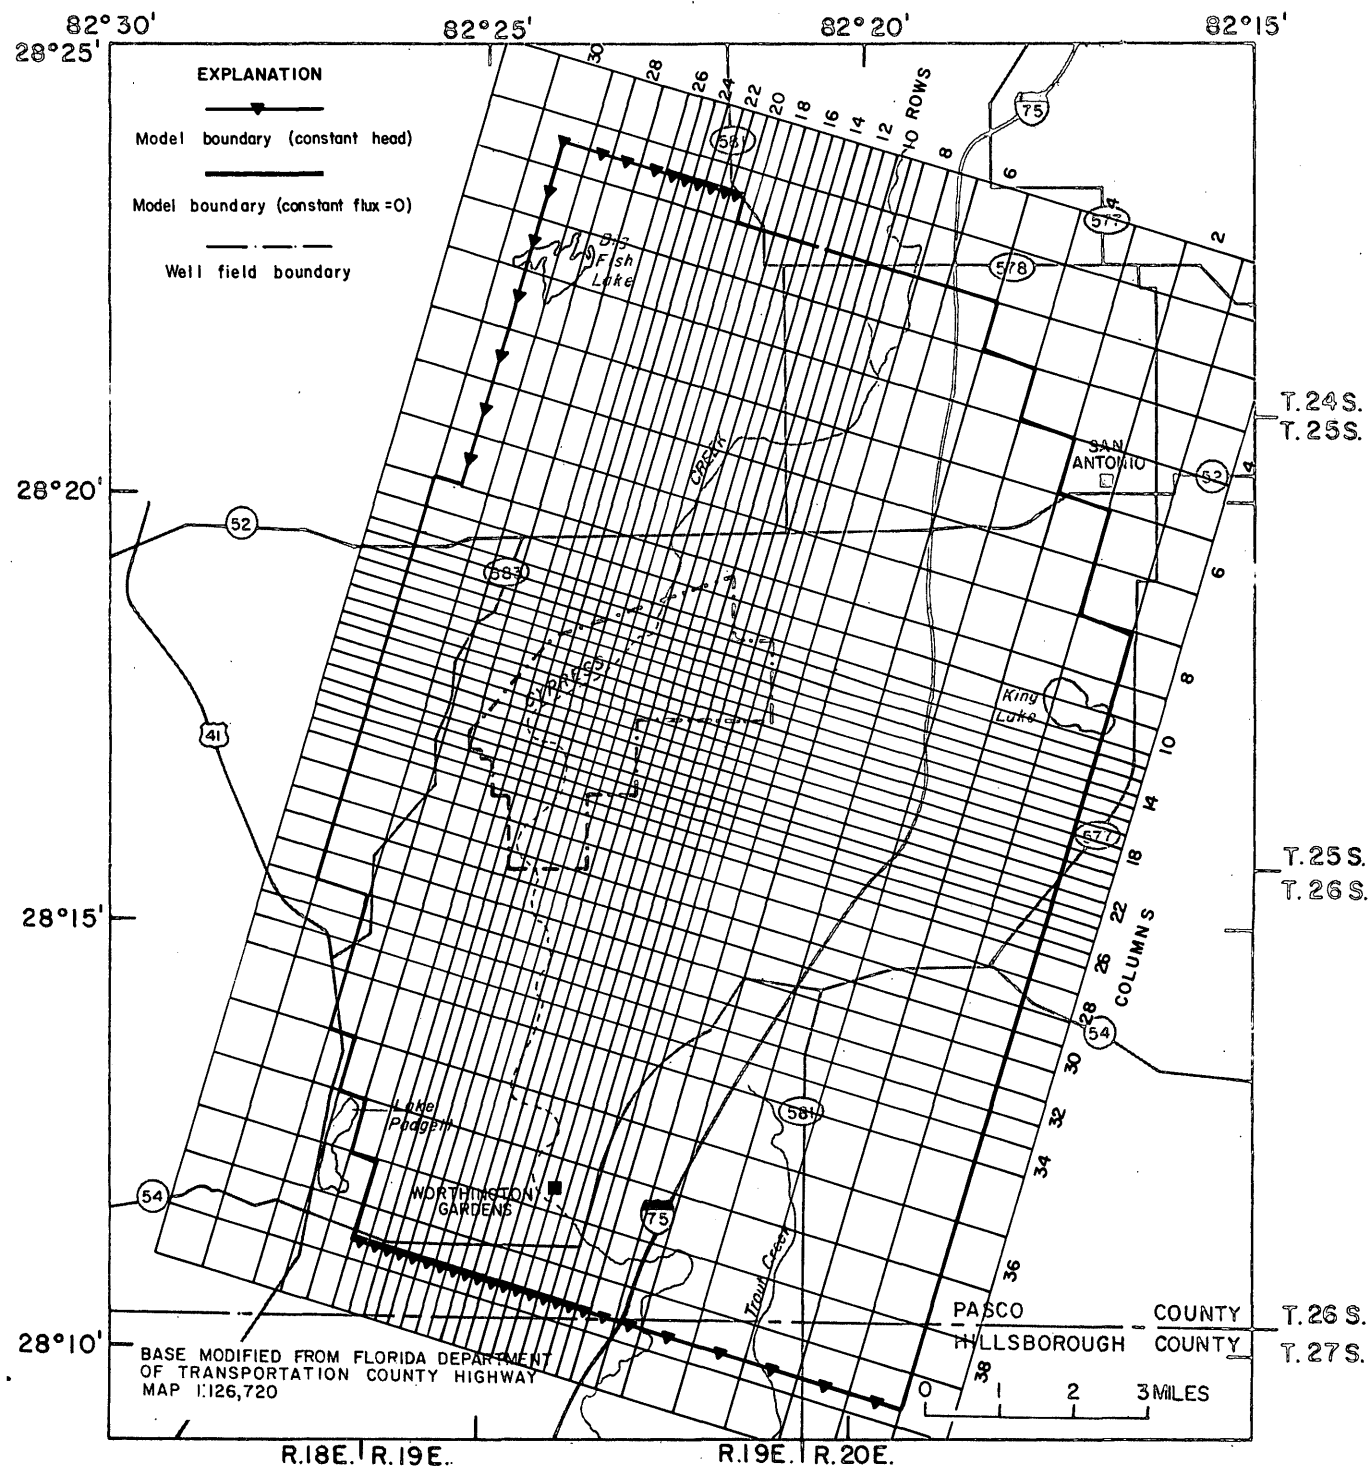 82°30'
82°25'
82°20'
82°15'
28°25'
EXPLANATION
Model boundary (constant head)
Model boundary (constant flux =0)
Well field boundary
30
28
26
24
22
20
18
16
14
12
10 ROWS
8
6
4
2
581
75
577
578
Big
Fish
Lake
T. 24 S.
T. 25 S.
SAN
ANTONIO
52
4
28°20'
52
583
CREEK
6
CYPRESS
8
King
Lake
41
10
14
577
18
T. 25 S.
T. 26 S.
22
28°15'
26
COLUMNS
28
54
30
581
32
Lake
Padgett
34
54
WORTHINGTON
GARDENS
75
Trout Creek
36
PASCO COUNTY
T. 26 S.
HILLSBOROUGH COUNTY
T. 27 S.
28°10'
BASE MODIFIED FROM FLORIDA DEPARTMENT
OF TRANSPORTATION COUNTY HIGHWAY
MAP 1:126,720
38
0 1 2 3 MILES
R.18E. R.19E.
R.19E. R.20E.